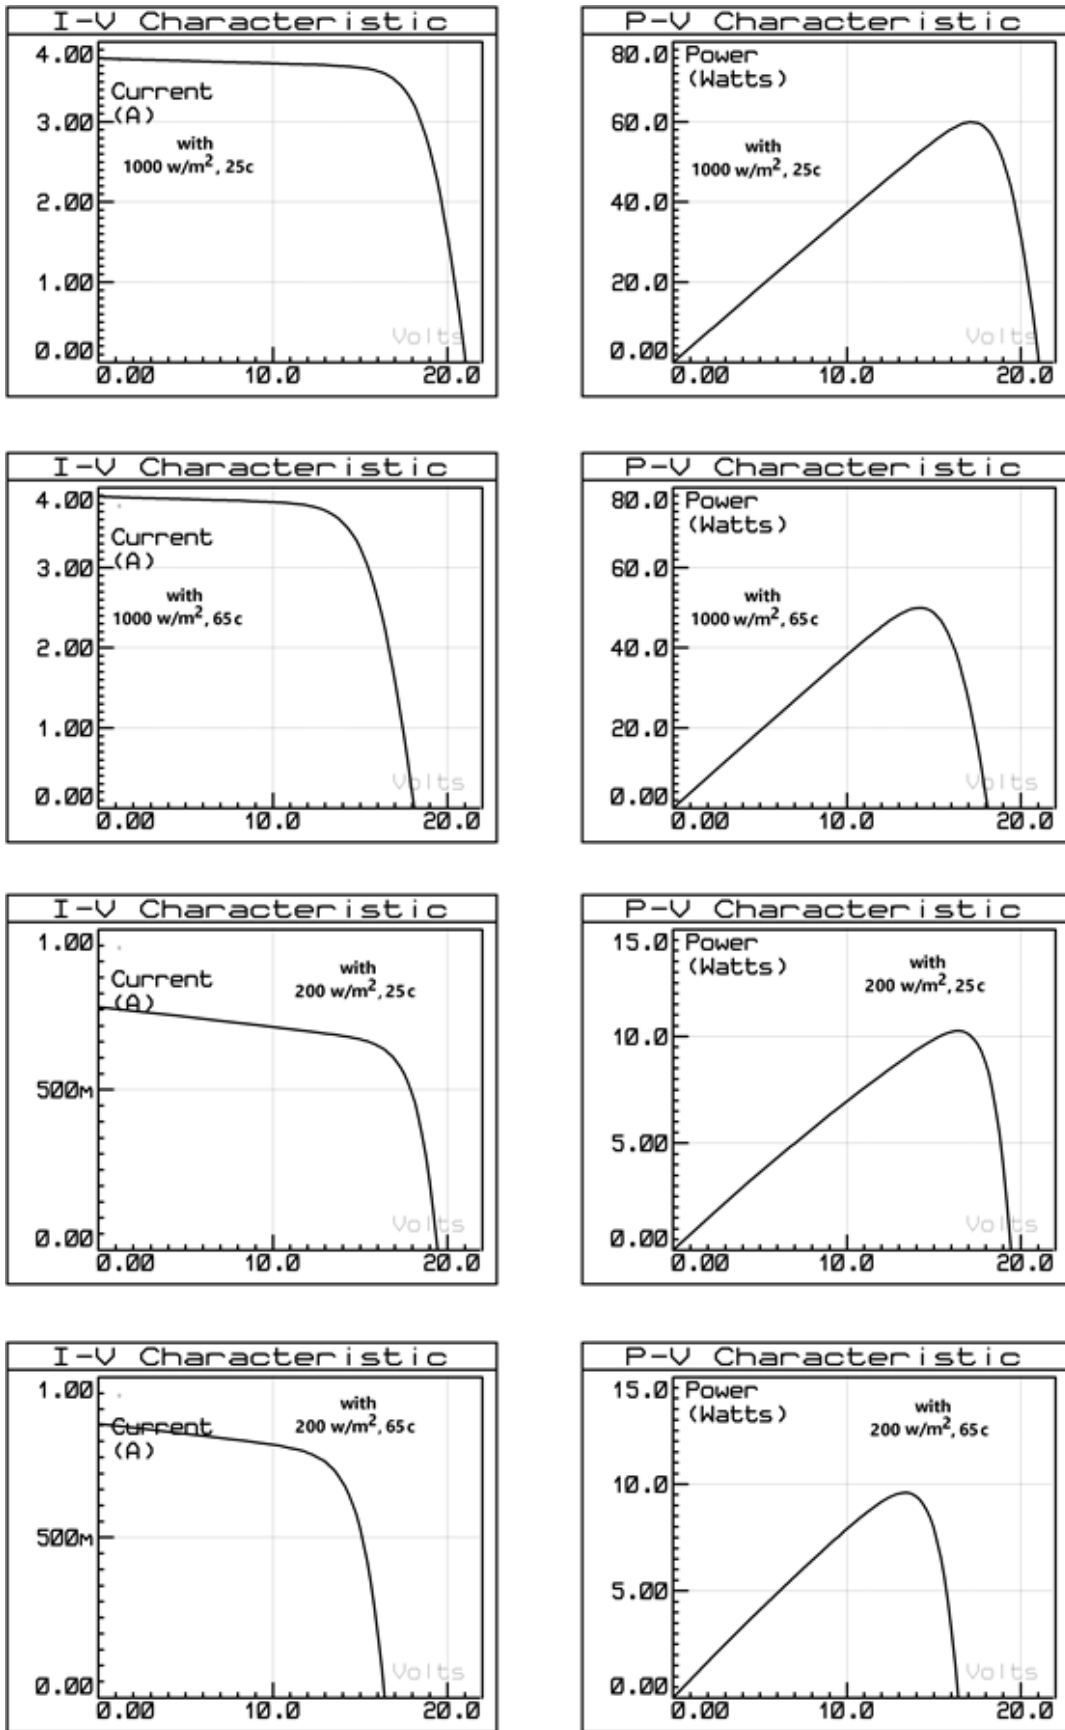 I-V Characteristic
4.00
Current
(A)
with
1000 w/m², 25c
3.00
2.00
1.00
Volts
0.00
0.00 10.0 20.0
P-V Characteristic
80.0
Power
(Watts)
60.0
with
1000 w/m², 25c
40.0
20.0
Volts
0.00
0.00 10.0 20.0
I-V Characteristic
4.00
Current
(A)
3.00
with
1000 w/m², 65c
2.00
1.00
Volts
0.00
0.00 10.0 20.0
P-V Characteristic
80.0
Power
(Watts)
60.0
with
1000 w/m², 65c
40.0
20.0
Volts
0.00
0.00 10.0 20.0
I-V Characteristic
1.00
with
200 w/m², 25c
Current
(A)
500m
Volts
0.00
0.00 10.0 20.0
P-V Characteristic
15.0
Power
(Watts)
with
200 w/m², 25c
10.0
5.00
Volts
0.00
0.00 10.0 20.0
I-V Characteristic
1.00
with
200 w/m², 65c
Current
(A)
500m
Volts
0.00
0.00 10.0 20.0
P-V Characteristic
15.0
Power
(Watts)
with
200 w/m², 65c
10.0
5.00
Volts
0.00
0.00 10.0 20.0